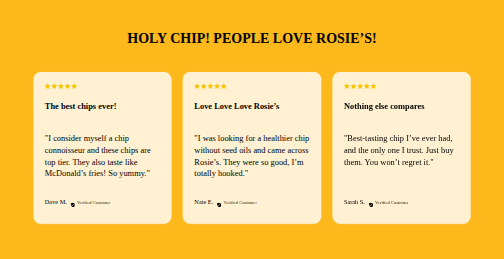 HOLY CHIP! PEOPLE LOVE ROSIE’S!
The best chips ever!
"I consider myself a chip
connoisseur and these chips are
top tier. They also taste like
McDonald’s fries! So yummy."
Dave M. Verified Customer
Love Love Love Rosie’s
"I was looking for a healthier chip
without seed oils and came across
Rosie’s. They were so good, I’m
totally hooked."
Nate E. Verified Customer
Nothing else compares
"Best-tasting chip I’ve ever had,
and the only one I trust. Just buy
them. You won’t regret it."
Sarah S. Verified Customer